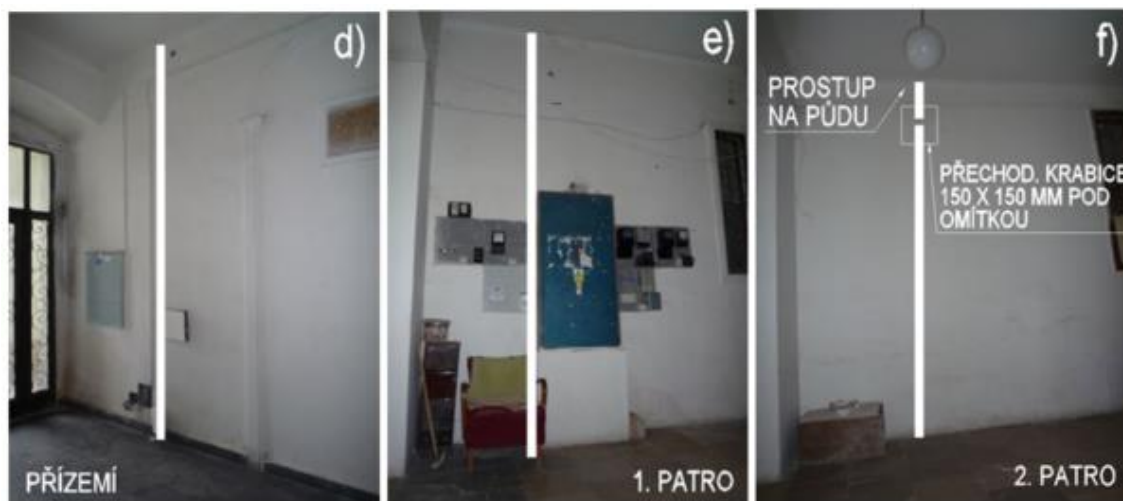 d)
PŘÍZEMÍ
e)
1. PATRO
f)
PROSTUP
NA PŮDU
PŘECHOD. KRABICE
150 X 150 MM POD
OMÍTKOU
2. PATRO